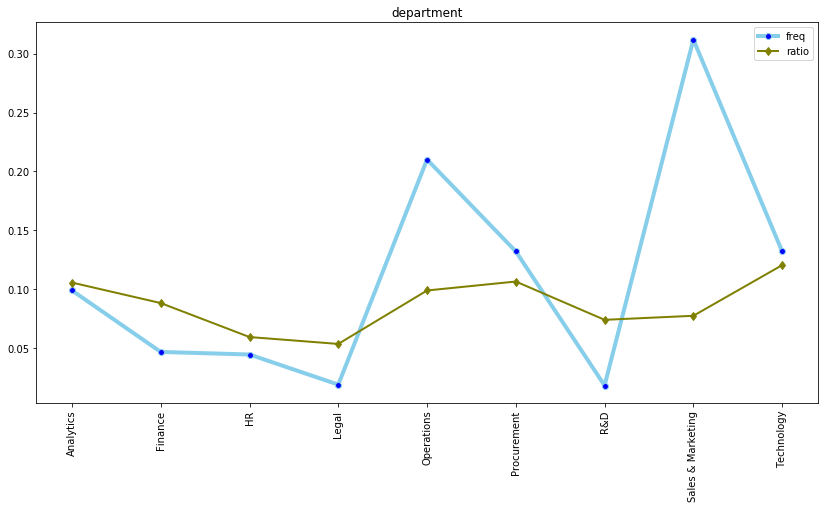 department
freq
ratio
0.30
0.25
0.20
0.15
0.10
0.05
Analytics
Finance
HR
Legal
Operations
Procurement
R&D
Sales & Marketing
Technology